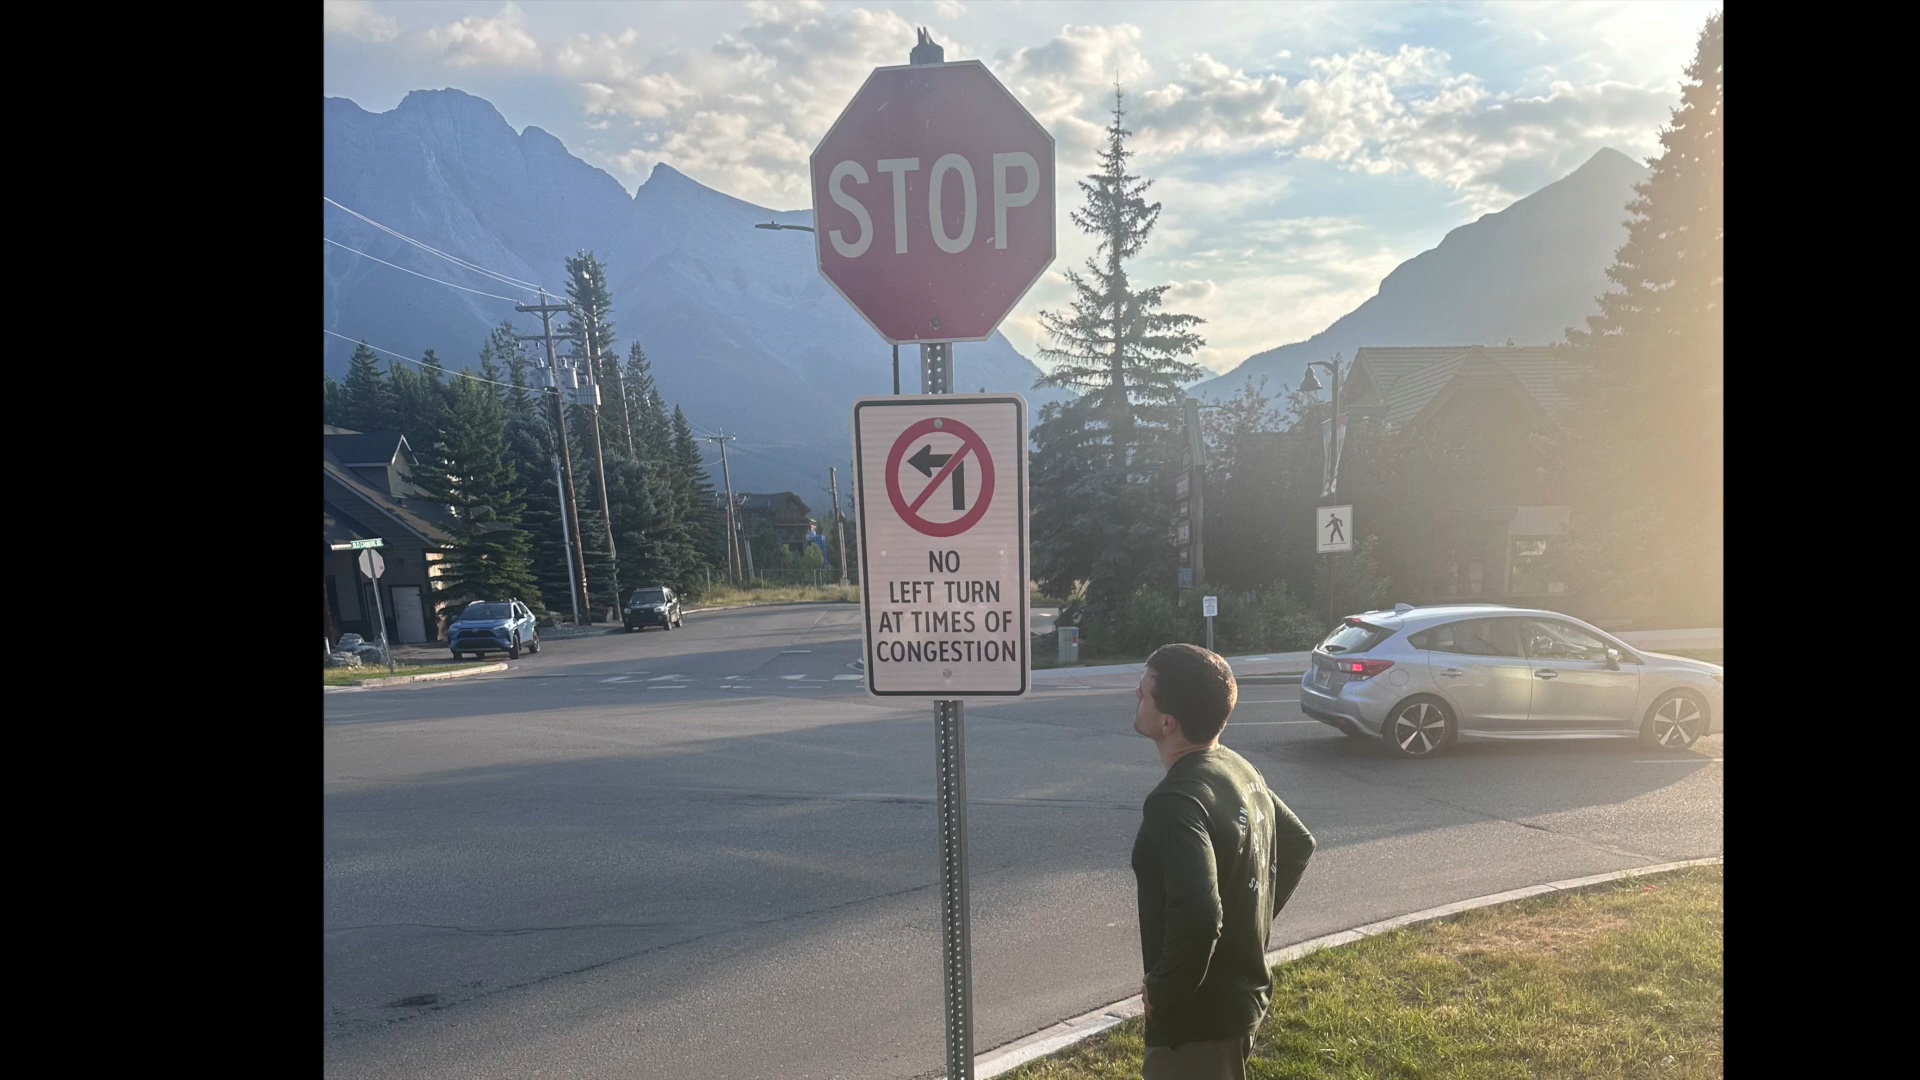 STOP
NO
LEFT TURN
AT TIMES OF
CONGESTION